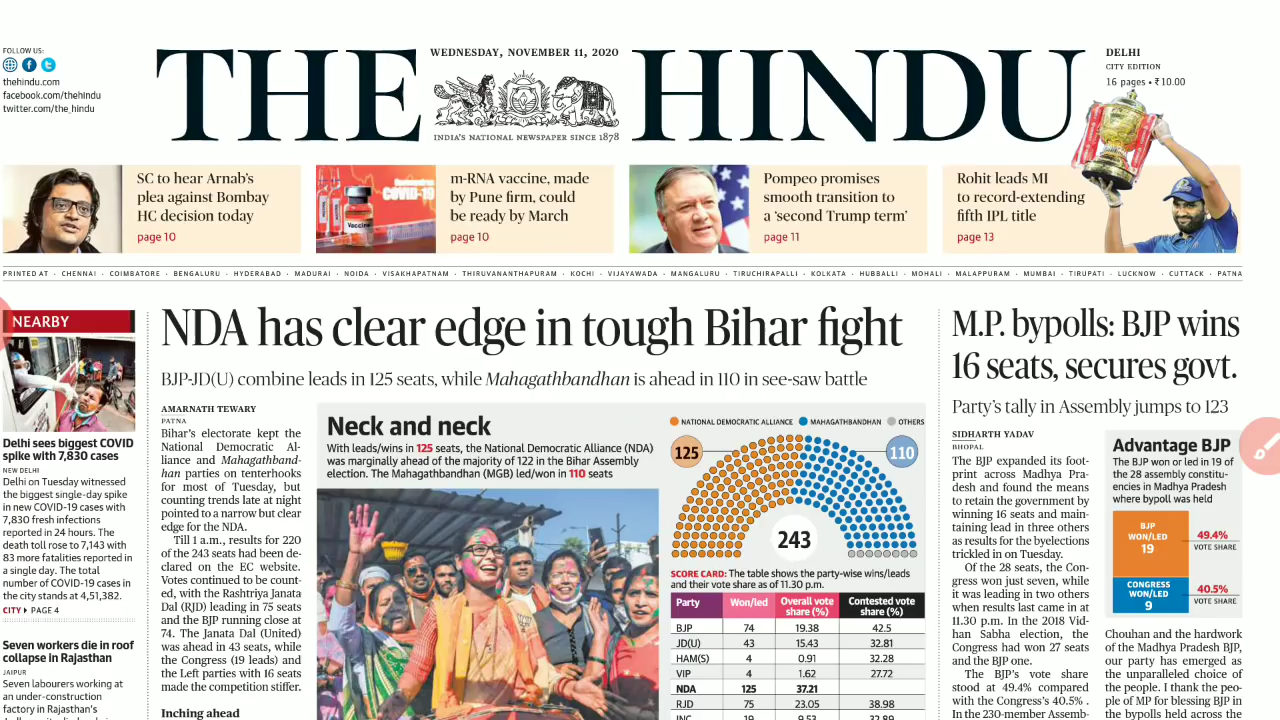 FOLLOW US:
thehindu.com
facebook.com/thehindu
twitter.com/the_hindu
WEDNESDAY, NOVEMBER 11, 2020
THE HINDU
INDIA'S NATIONAL NEWSPAPER SINCE 1878
DELHI
CITY EDITION
16 pages • ₹10.00
SC to hear Arnab's
plea against Bombay
HC decision today
page 10
COVID-19
Vaccine
m-RNA vaccine, made
by Pune firm, could
be ready by March
page 10
Pompeo promises
smooth transition to
a ‘second Trump term’
page 11
Rohit leads MI
to record-extending
fifth IPL title
page 13
PRINTED AT · CHENNAI · COIMBATORE · BENGALURU · HYDERABAD · MADURAI · NOIDA · VISAKHAPATNAM · THIRUVANANTHAPURAM · KOCHI · VIJAYAWADA · MANGALURU · TIRUCHIRAPALLI · KOLKATA · HUBBALLI · MOHALI · MALAPPURAM · MUMBAI · TIRUPATI · LUCKNOW · CUTTACK · PATNA
NEARBY
Delhi sees biggest COVID
spike with 7,830 cases
NEW DELHI
Delhi on Tuesday witnessed
the biggest single-day spike
in new COVID-19 cases with
7,830 fresh infections
reported in 24 hours. The
death toll rose to 7,143 with
83 more fatalities reported in
a single day. The total
number of COVID-19 cases in
the city stands at 4,51,382.
CITY PAGE 4
Seven workers die in roof
collapse in Rajasthan
JAIPUR
Seven labourers working at
an under-construction
factory in Rajasthan's
NDA has clear edge in tough Bihar fight
BJP-JD(U) combine leads in 125 seats, while Mahagathbandhan is ahead in 110 in see-saw battle
AMARNATH TEWARY
PATNA
Bihar's electorate kept the
National Democratic Al-
liance and Mahagathband-
han parties on tenterhooks
for most of Tuesday, but
counting trends late at night
pointed to a narrow but clear
edge for the NDA.
Till 1 a.m., results for 220
of the 243 seats had been de-
clared on the EC website.
Votes continued to be count-
ed, with the Rashtriya Janata
Dal (RJD) leading in 75 seats
and the BJP running close at
74. The Janata Dal (United)
was ahead in 43 seats, while
the Congress (19 leads) and
the Left parties with 16 seats
made the competition stiffer.
Inching ahead
Neck and neck
With leads/wins in 125 seats, the National Democratic Alliance (NDA)
was marginally ahead of the majority of 122 in the Bihar Assembly
election. The Mahagathbandhan (MGB) led/won in 110 seats
NATIONAL DEMOCRATIC ALLIANCE MAHAGATHBANDHAN OTHERS
125
110
243
SCORE CARD: The table shows the party-wise wins/leads
and their vote share as of 11.30 p.m.
Party Won/led Overall vote share (%) Contested vote share (%)
BJP 74 19.38 42.5
JD(U) 43 15.43 32.81
HAM(S) 4 0.91 32.28
VIP 4 1.62 27.72
NDA 125 37.21
RJD 75 23.05 38.98
INC 19 9.53 32.89
M.P. bypolls: BJP wins
16 seats, secures govt.
Party's tally in Assembly jumps to 123
SIDHARTH YADAV
BHOPAL
The BJP expanded its foot-
print across Madhya Pra-
desh and found the means
to retain the government by
winning 16 seats and main-
taining lead in three others
as results for the byelections
trickled in on Tuesday.
Of the 28 seats, the Con-
gress won just seven, while
it was leading in two others
when results last came in at
11.30 p.m. In the 2018 Vid-
han Sabha election, the
Congress had won 27 seats
and the BJP one.
The BJP's vote share
stood at 49.4% compared
with the Congress's 40.5% .
In the 230-member Assemb-
Advantage BJP
The BJP won or led in 19 of
the 28 assembly constitu-
encies in Madhya Pradesh
where bypoll was held
BJP
WON/LED
19
49.4%
VOTE SHARE
CONGRESS
WON/LED
9
40.5%
VOTE SHARE
Chouhan and the hardwork
of the Madhya Pradesh BJP,
our party has emerged as
the unparalleled choice of
the people. I thank the peo-
ple of MP for blessing BJP in
the bypolls held across the